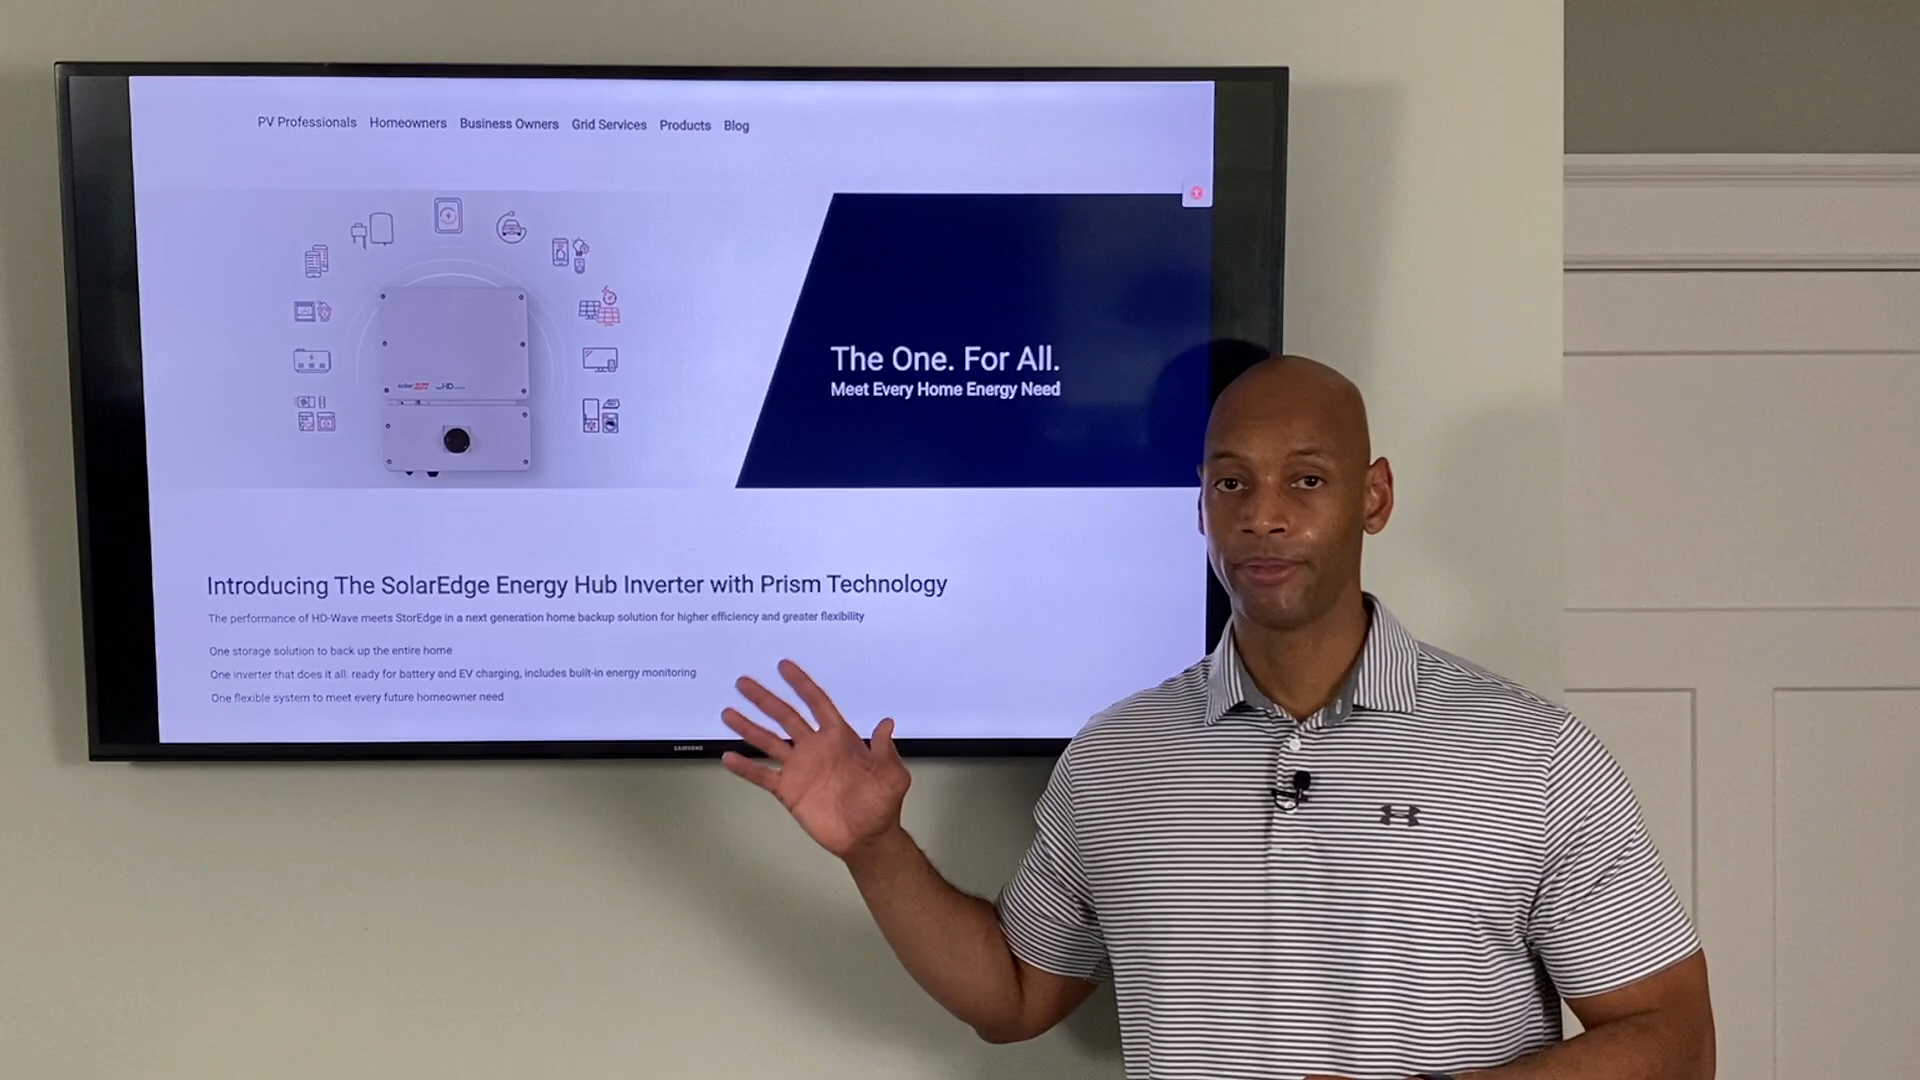 PV Professionals Homeowners Business Owners Grid Services Products Blog
The One. For All.
Meet Every Home Energy Need
Introducing The SolarEdge Energy Hub Inverter with Prism Technology
The performance of HD-Wave meets StorEdge in a next generation home backup solution for higher efficiency and greater flexibility
One storage solution to back up the entire home
One inverter that does it all: ready for battery and EV charging, includes built-in energy monitoring
One flexible system to meet every future homeowner need
SAMSUNG